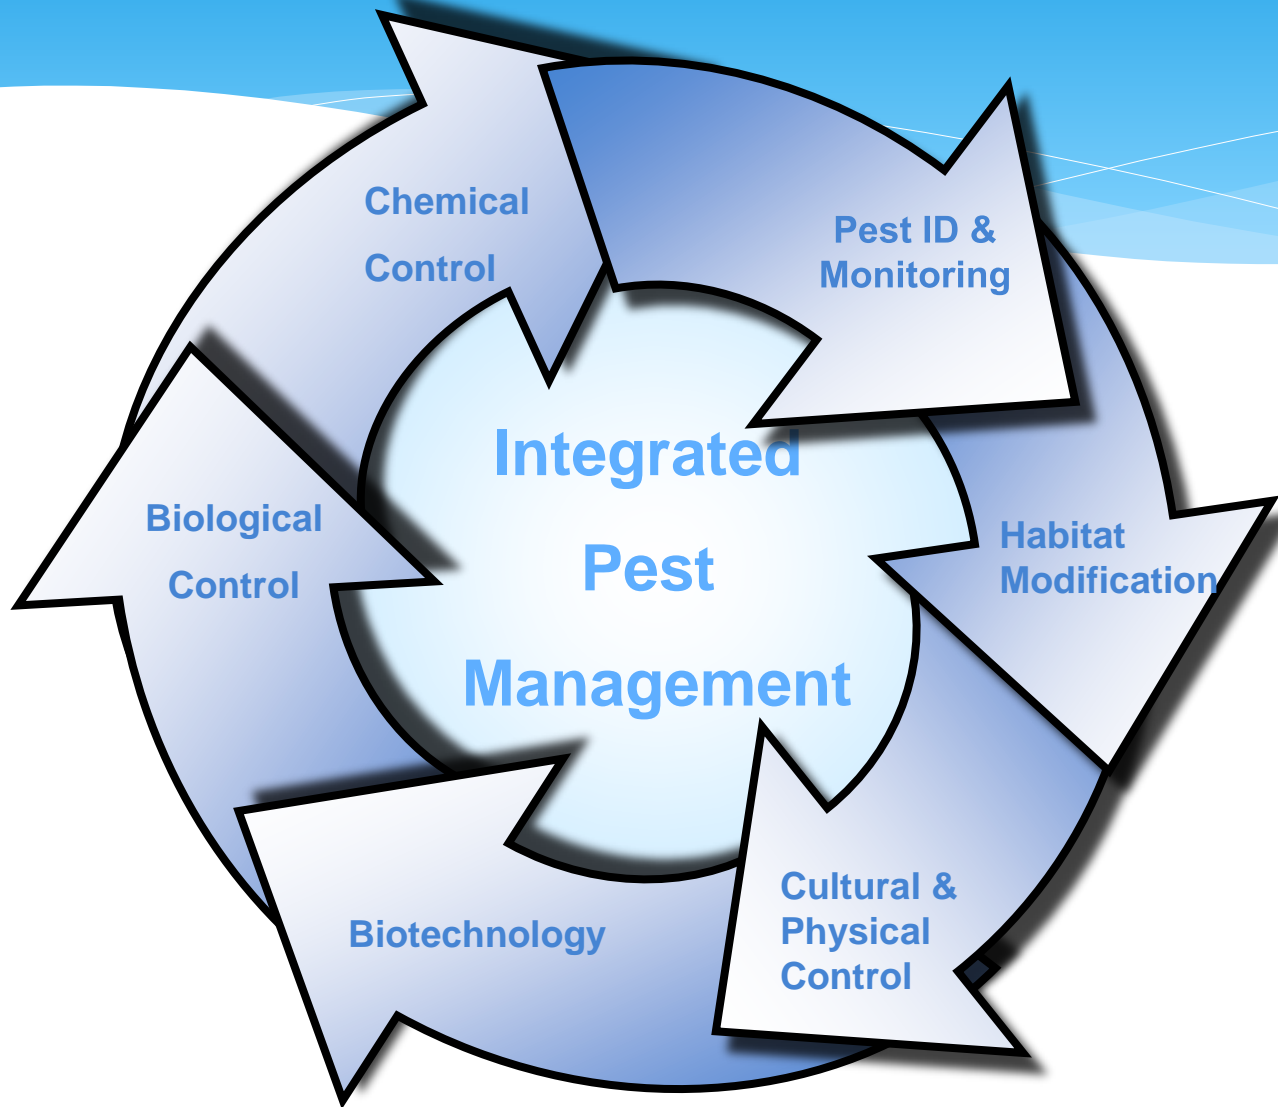 Chemical
Control
Pest ID &
Monitoring
Integrated
Pest
Management
Habitat
Modification
Biological
Control
Cultural &
Physical
Control
Biotechnology